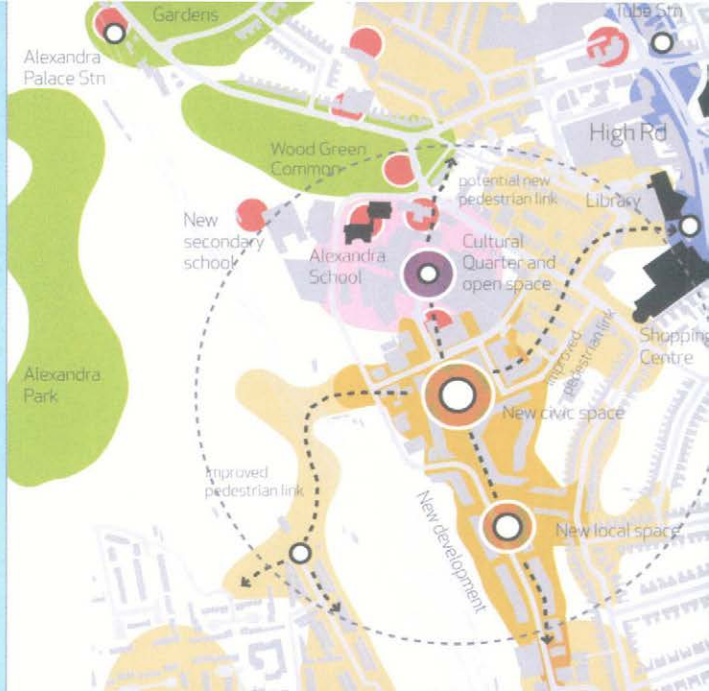 Gardens
Tube Stn
Alexandra
Palace Stn
High Rd
Wood Green
Common
potential new
pedestrian link
Library
New
secondary
school
Alexandra
School
Cultural
Quarter and
open space
Shopping
Centre
improved
pedestrian link
Alexandra
Park
New civic space
improved
pedestrian link
New development
New local space